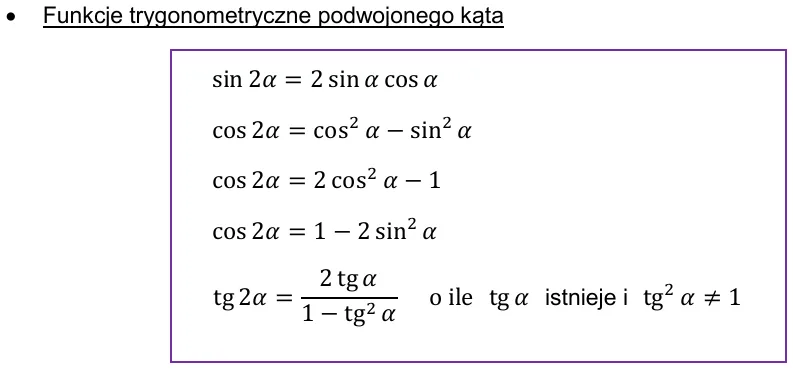 • Funkcje trygonometryczne podwojonego kąta
sin 2𝛼 = 2 sin 𝛼 cos 𝛼
cos 2𝛼 = cos² 𝛼 − sin² 𝛼
cos 2𝛼 = 2 cos² 𝛼 − 1
cos 2𝛼 = 1 − 2 sin² 𝛼
tg 2𝛼 = (2 tg 𝛼)/(1 − tg² 𝛼) o ile tg 𝛼 istnieje i tg² 𝛼 ≠ 1